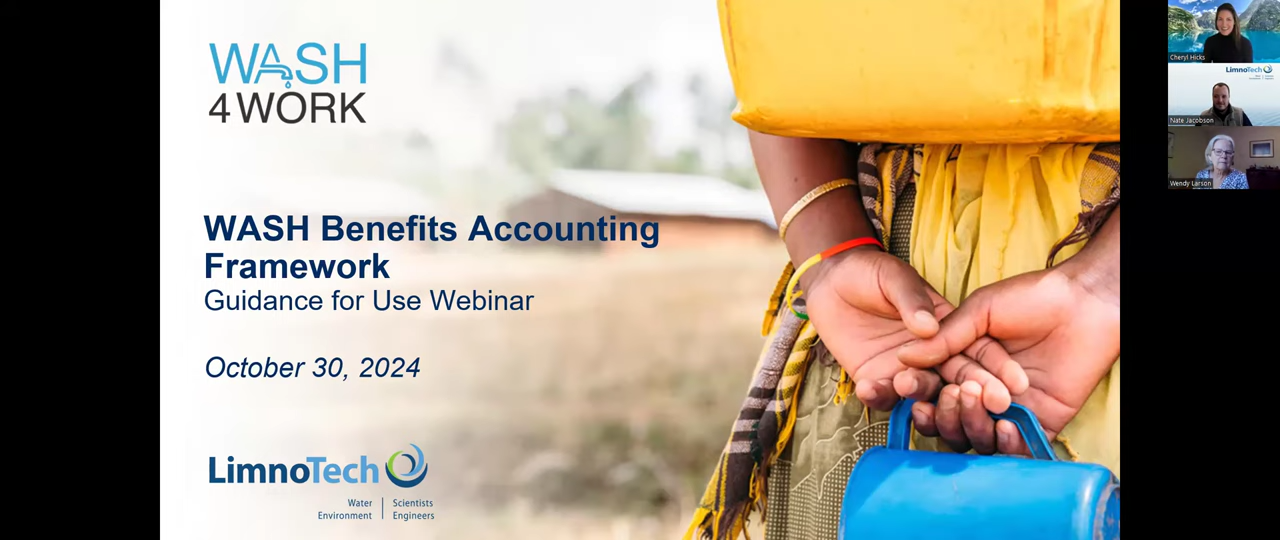 WASH
4WORK
WASH Benefits Accounting
Framework
Guidance for Use Webinar
October 30, 2024
LimnoTech
Water | Scientists
Environment | Engineers
Cheryl Hicks
LimnoTech
Nate Jacobson
Wendy Larson